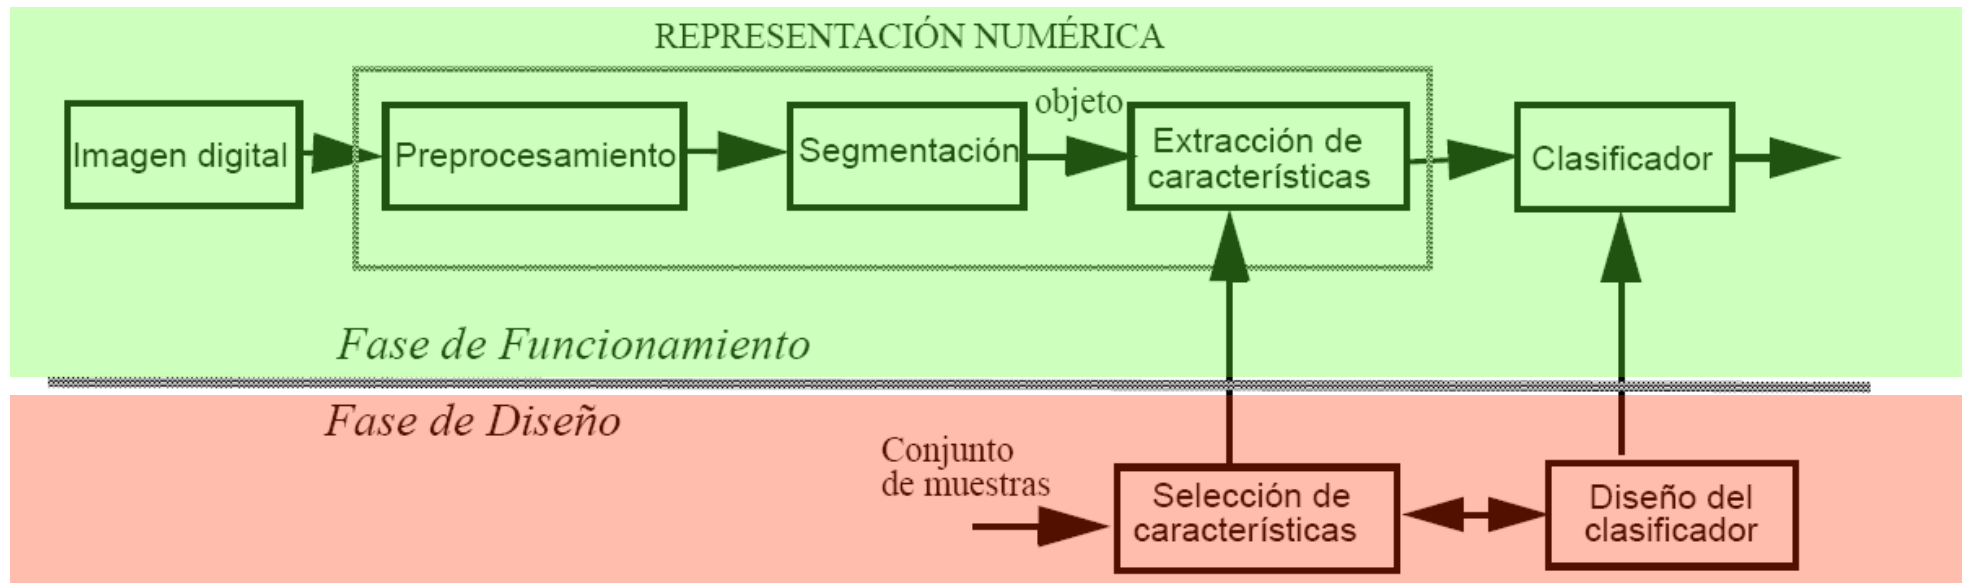 REPRESENTACIÓN NUMÉRICA
Imagen digital
Preprocesamiento
Segmentación
objeto
Extracción de
características
Clasificador
Fase de Funcionamiento
Fase de Diseño
Conjunto
de muestras
Selección de
características
Diseño del
clasificador